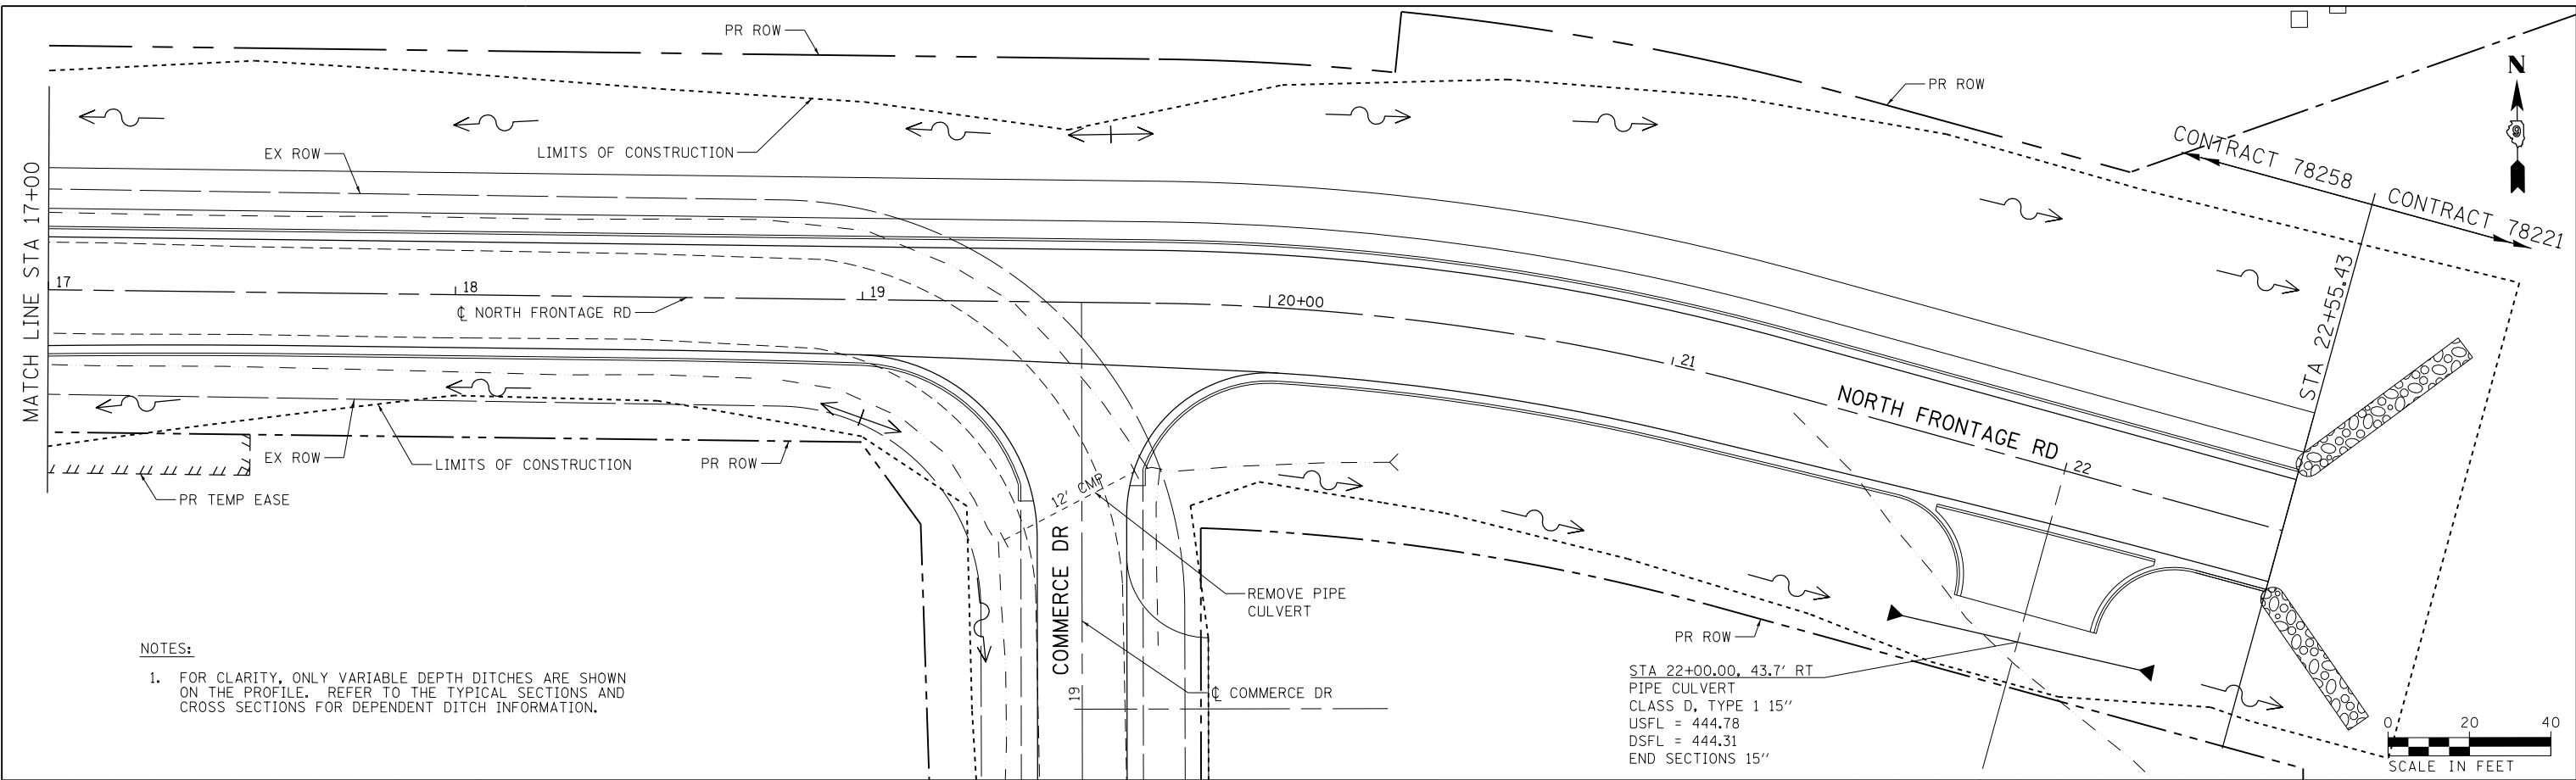 PR ROW
PR ROW
N
9
CONTRACT 78258
CONTRACT 78221
EX ROW
LIMITS OF CONSTRUCTION
MATCH LINE STA 17+00
STA 22+55.43
17
18
19
20+00
21
22
℄ NORTH FRONTAGE RD
NORTH FRONTAGE RD
EX ROW
LIMITS OF CONSTRUCTION
PR ROW
PR TEMP EASE
12' CMP
COMMERCE DR
REMOVE PIPE
CULVERT
19
℄ COMMERCE DR
PR ROW
STA 22+00.00, 43.7' RT
PIPE CULVERT
CLASS D, TYPE 1 15"
USFL = 444.78
DSFL = 444.31
END SECTIONS 15"
NOTES:
1. FOR CLARITY, ONLY VARIABLE DEPTH DITCHES ARE SHOWN
ON THE PROFILE. REFER TO THE TYPICAL SECTIONS AND
CROSS SECTIONS FOR DEPENDENT DITCH INFORMATION.
0 20 40
SCALE IN FEET